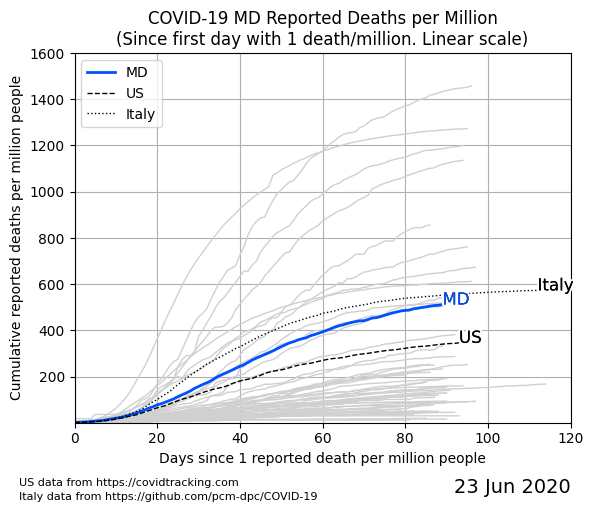 COVID-19 MD Reported Deaths per Million
(Since first day with 1 death/million. Linear scale)
Cumulative reported deaths per million people
1600
1400
1200
1000
800
600
400
200
MD
US
Italy
Italy
MD
US
0
20
40
60
80
100
120
Days since 1 reported death per million people
US data from https://covidtracking.com
Italy data from https://github.com/pcm-dpc/COVID-19
23 Jun 2020